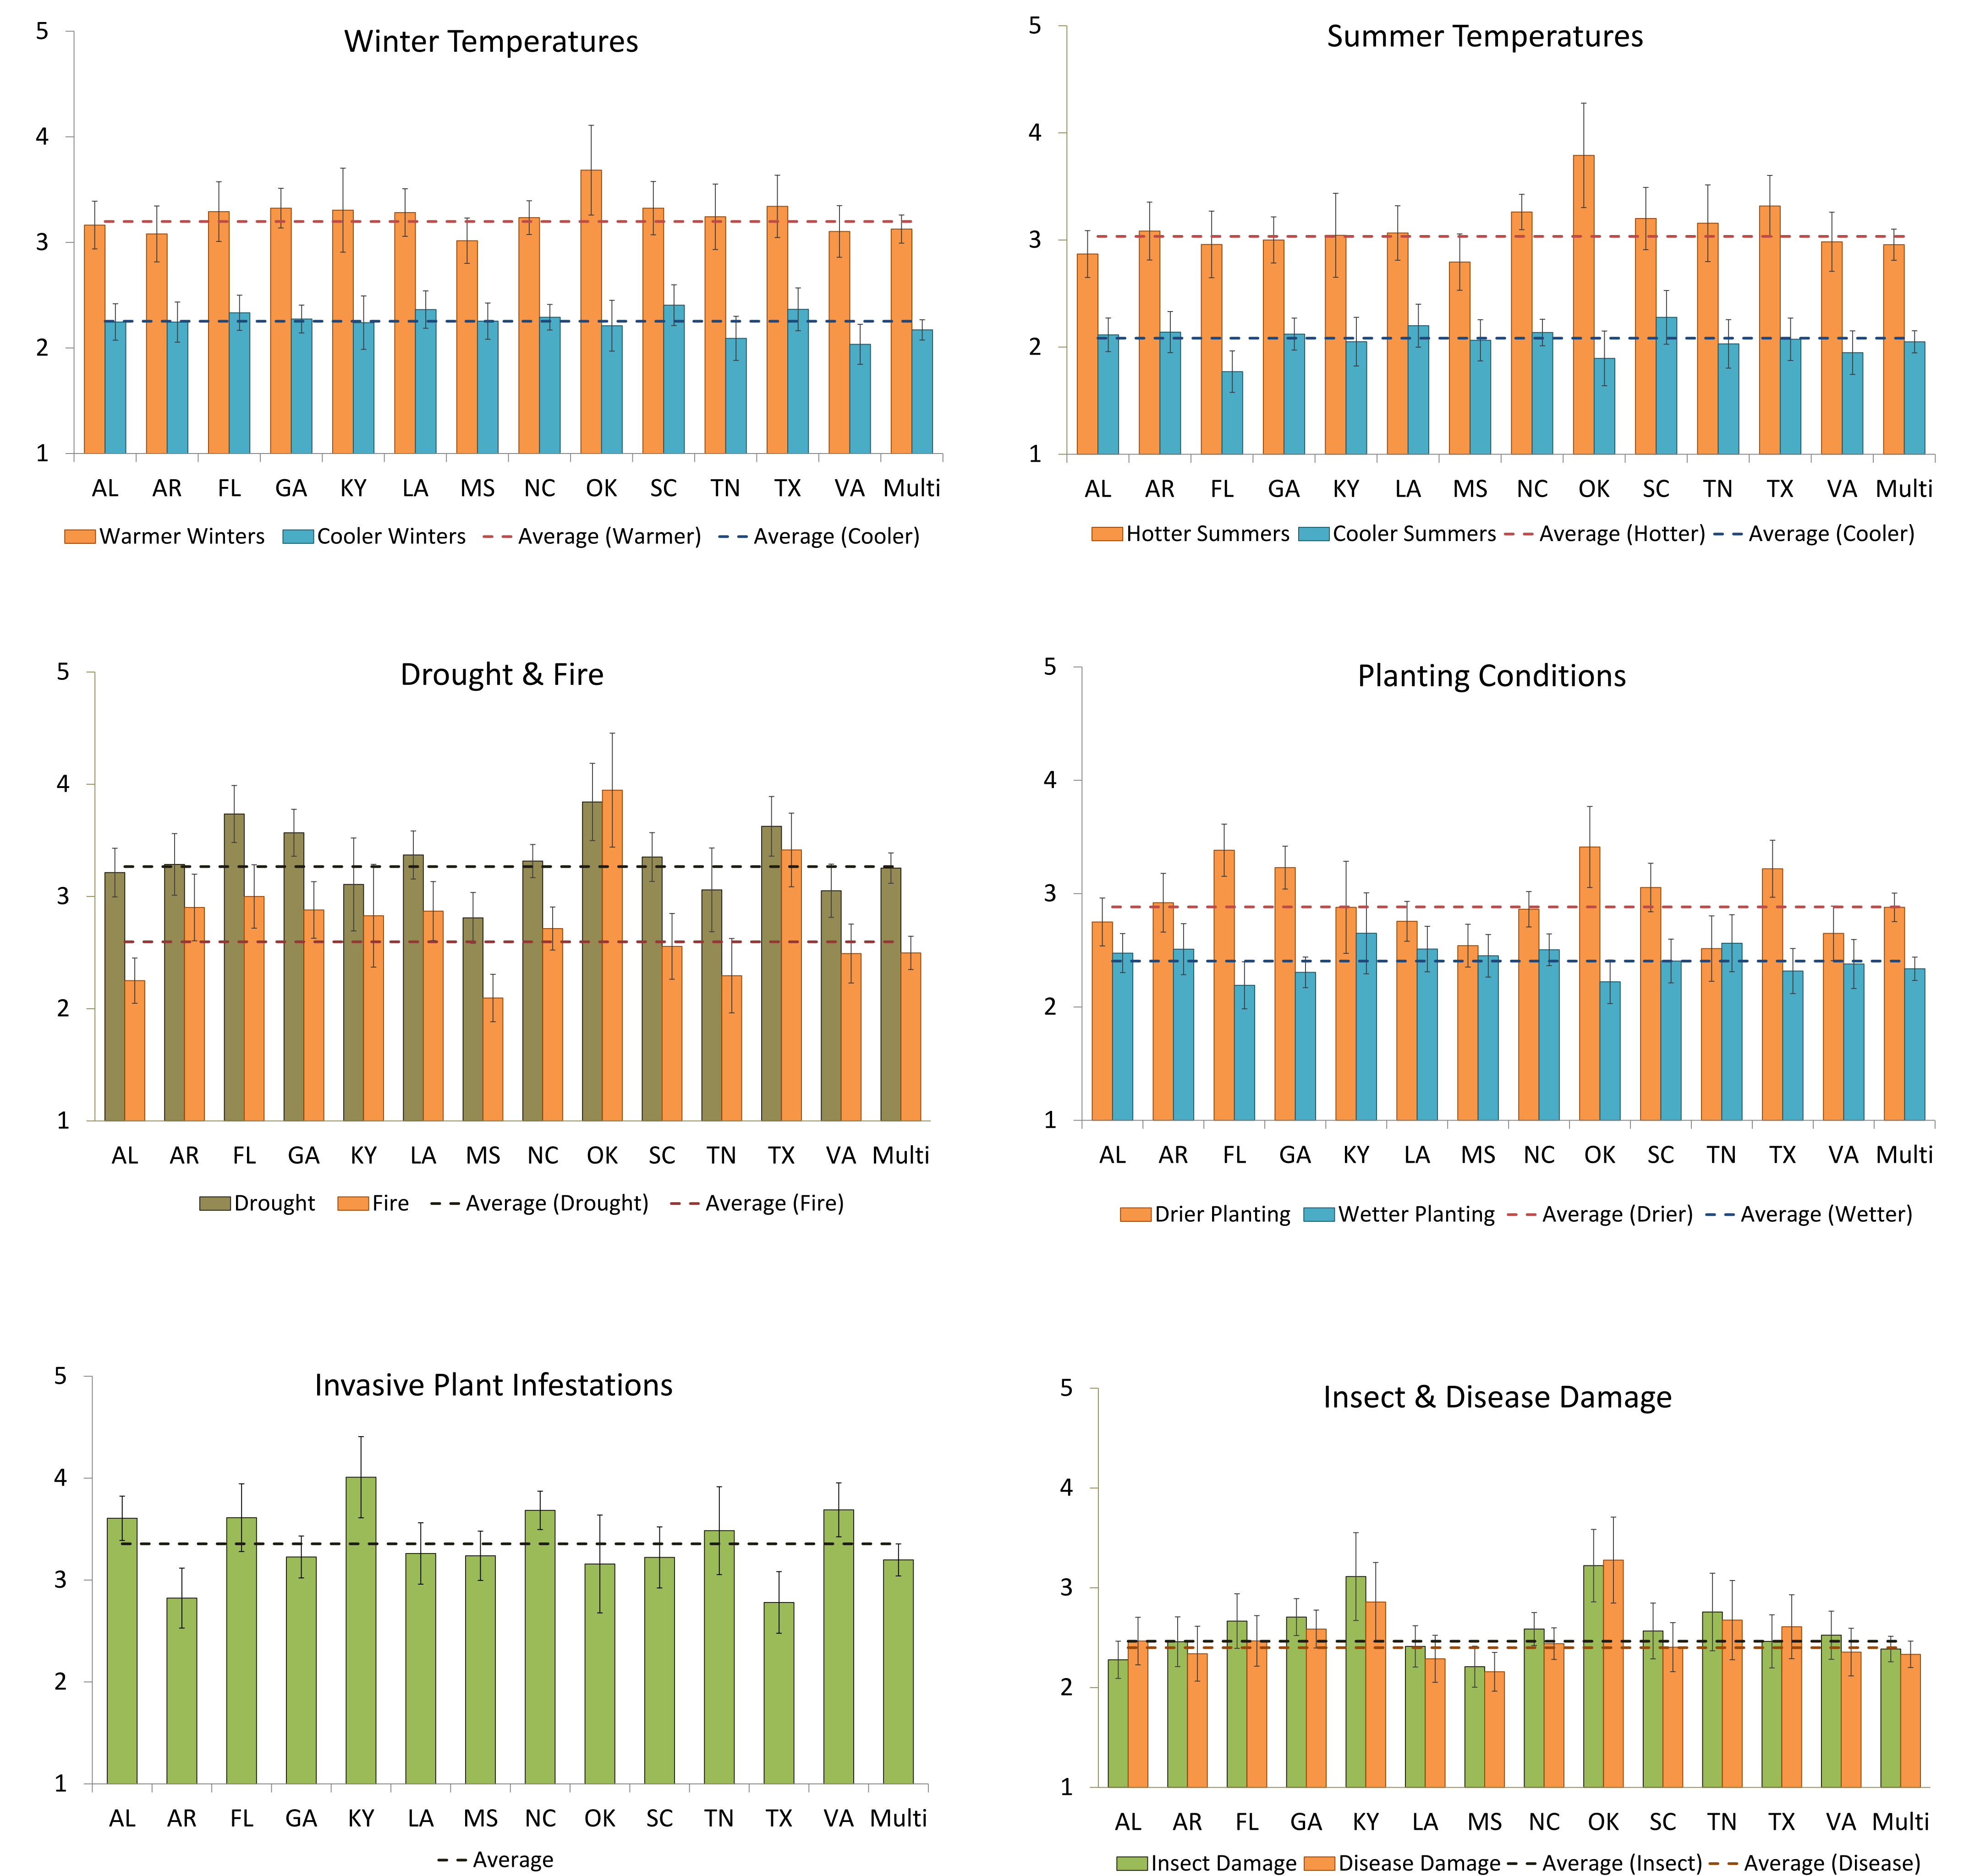 Winter Temperatures
5
4
3
2
1
AL AR FL GA KY LA MS NC OK SC TN TX VA Multi
Warmer Winters Cooler Winters Average (Warmer) Average (Cooler)
Summer Temperatures
5
4
3
2
1
AL AR FL GA KY LA MS NC OK SC TN TX VA Multi
Hotter Summers Cooler Summers Average (Hotter) Average (Cooler)
Drought & Fire
5
4
3
2
1
AL AR FL GA KY LA MS NC OK SC TN TX VA Multi
Drought Fire Average (Drought) Average (Fire)
Planting Conditions
5
4
3
2
1
AL AR FL GA KY LA MS NC OK SC TN TX VA Multi
Drier Planting Wetter Planting Average (Drier) Average (Wetter)
Invasive Plant Infestations
5
4
3
2
1
AL AR FL GA KY LA MS NC OK SC TN TX VA Multi
Average
Insect & Disease Damage
5
4
3
2
1
AL AR FL GA KY LA MS NC OK SC TN TX VA Multi
Insect Damage Disease Damage Average (Insect) Average (Disease)